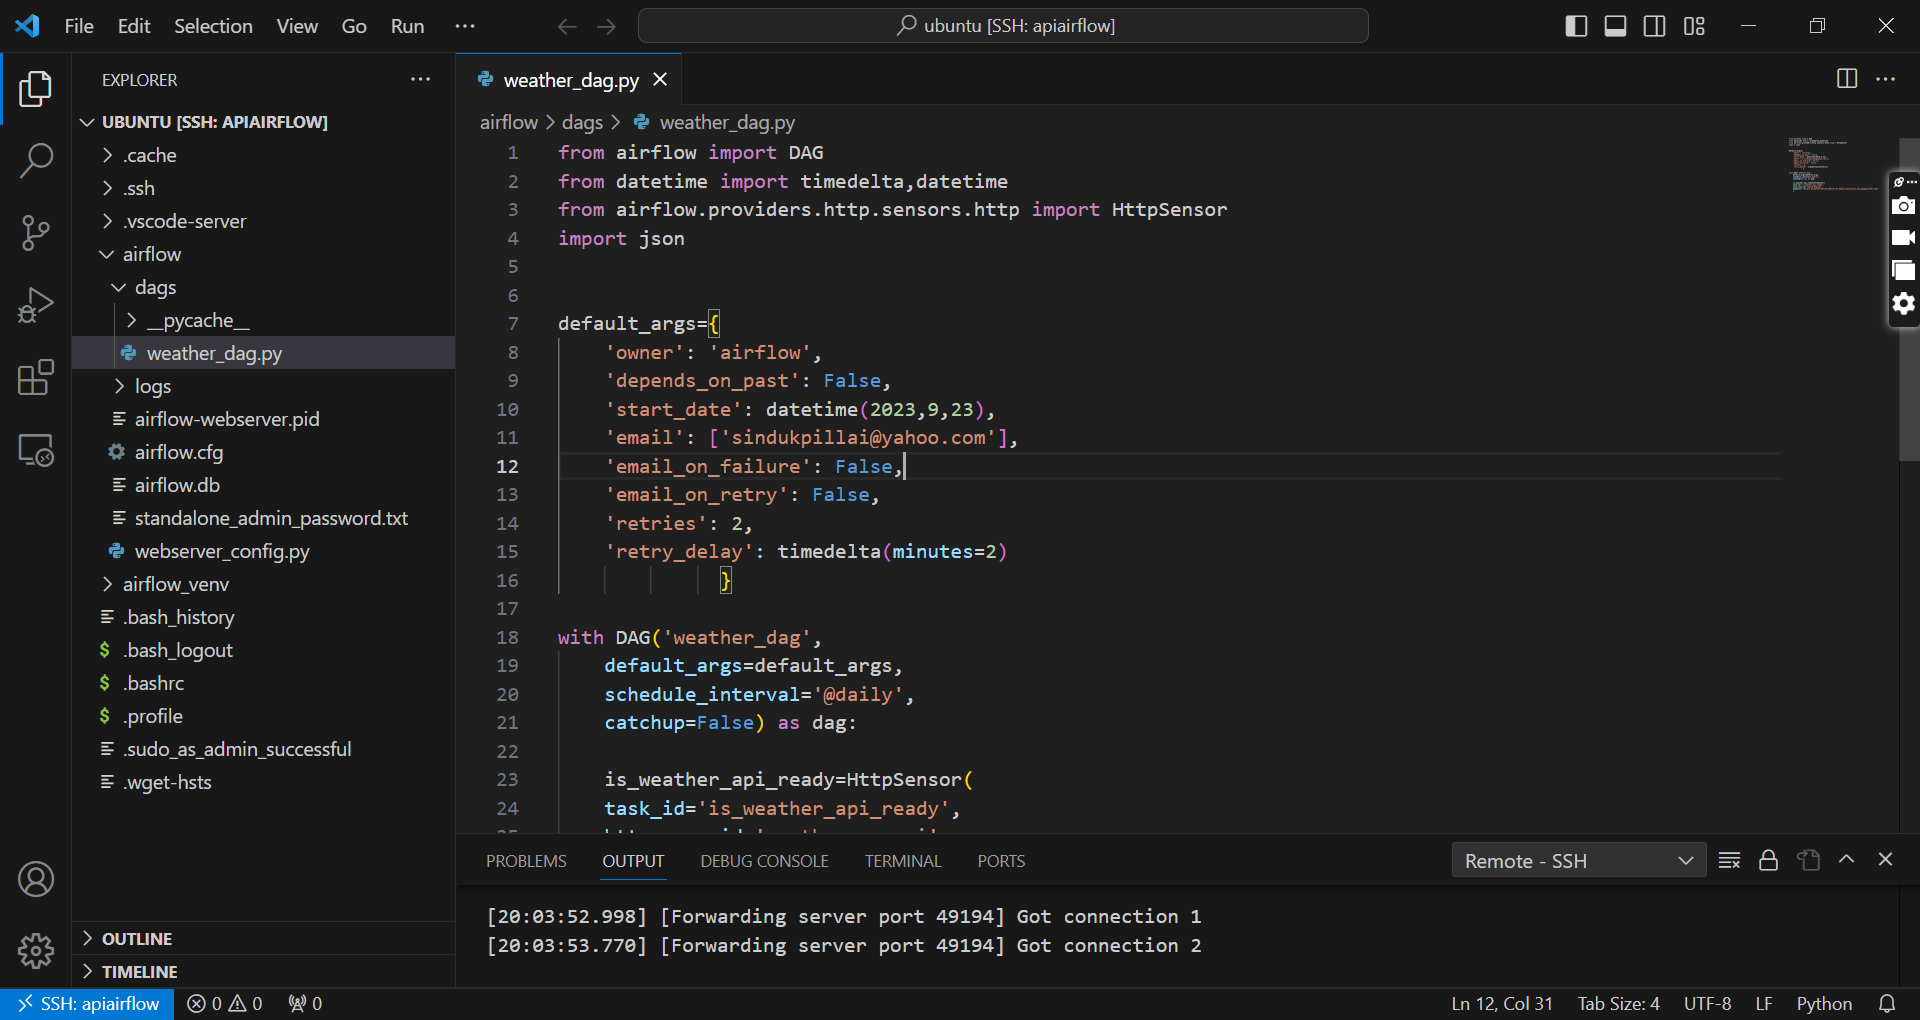 File Edit Selection View Go Run ...
ubuntu [SSH: apiairflow]
EXPLORER
UBUNTU [SSH: APIAIRFLOW]
.cache
.ssh
.vscode-server
airflow
dags
__pycache__
weather_dag.py
logs
airflow-webserver.pid
airflow.cfg
airflow.db
standalone_admin_password.txt
webserver_config.py
airflow_venv
.bash_history
$ .bash_logout
$ .bashrc
$ .profile
.sudo_as_admin_successful
.wget-hsts
OUTLINE
TIMELINE
weather_dag.py
airflow > dags > weather_dag.py
1 from airflow import DAG
2 from datetime import timedelta,datetime
3 from airflow.providers.http.sensors.http import HttpSensor
4 import json
5
6
7 default_args={
8 'owner': 'airflow',
9 'depends_on_past': False,
10 'start_date': datetime(2023,9,23),
11 'email': ['sindukpillai@yahoo.com'],
12 'email_on_failure': False,
13 'email_on_retry': False,
14 'retries': 2,
15 'retry_delay': timedelta(minutes=2)
16 }
17
18 with DAG('weather_dag',
19 default_args=default_args,
20 schedule_interval='@daily',
21 catchup=False) as dag:
22
23 is_weather_api_ready=HttpSensor(
24 task_id='is_weather_api_ready',
PROBLEMS OUTPUT DEBUG CONSOLE TERMINAL PORTS
Remote - SSH
[20:03:52.998] [Forwarding server port 49194] Got connection 1
[20:03:53.770] [Forwarding server port 49194] Got connection 2
SSH: apiairflow 0 0 0
Ln 12, Col 31 Tab Size: 4 UTF-8 LF Python